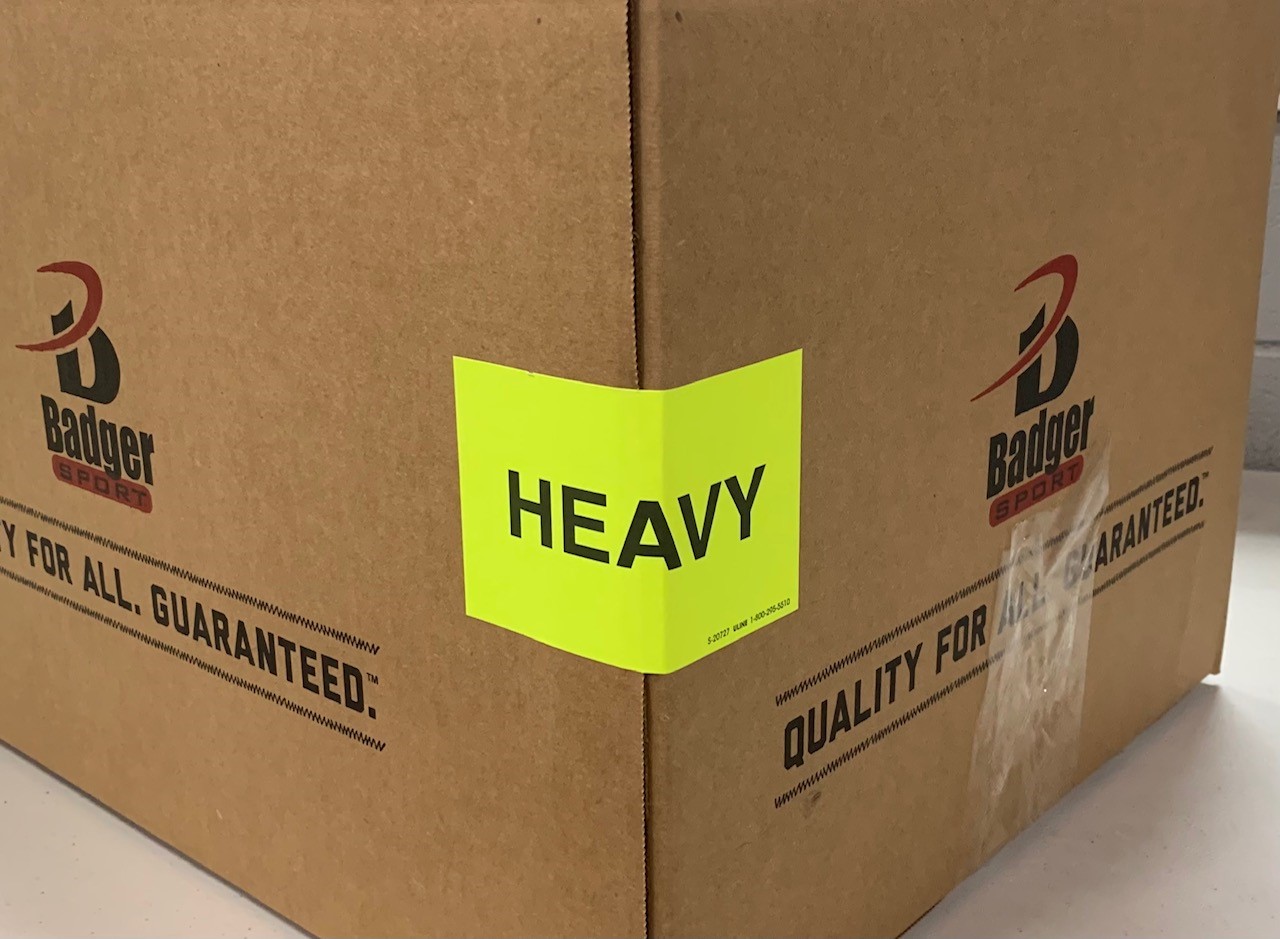 Badger
SPORT
Y FOR ALL. GUARANTEED.™
HEAVY
S-20727 ULINE 1-800-295-5510
Badger
SPORT
QUALITY FOR ALL GUARANTEED.™